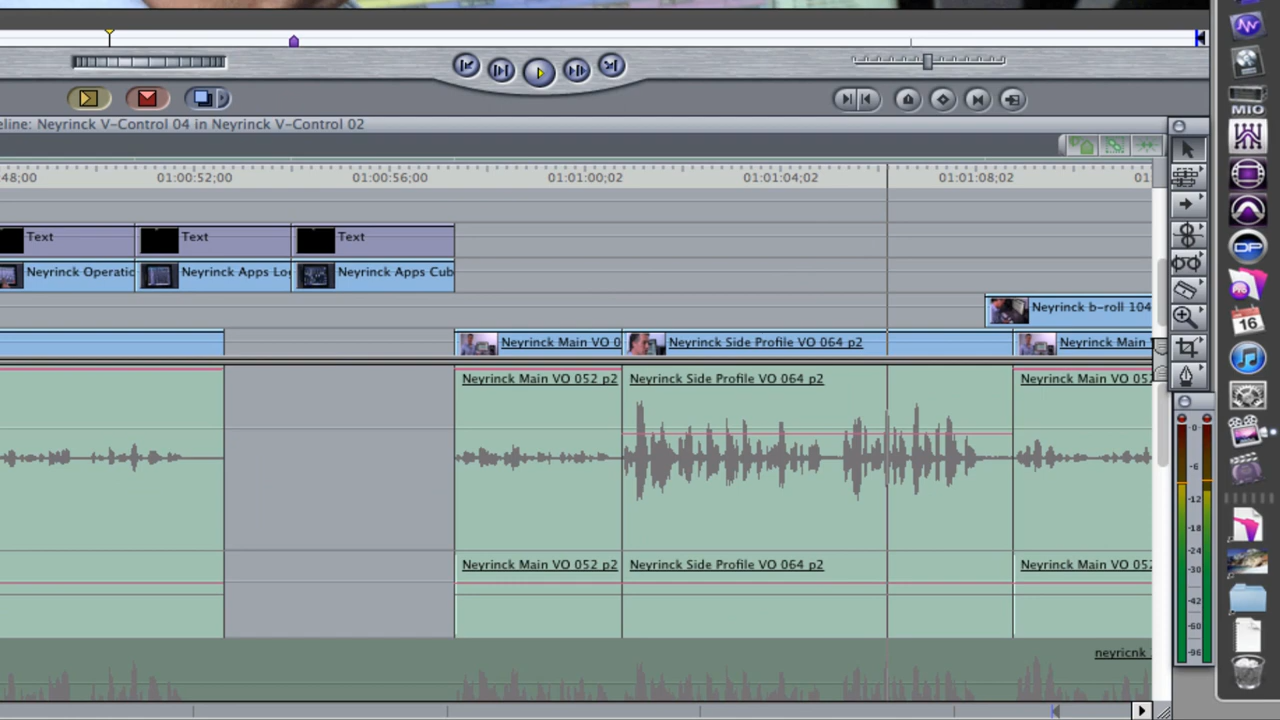 eline: Neyrinck V-Control 04 in Neyrinck V-Control 02
48;00 01:00:52;00 01:00:56;00 01:01:00;02 01:01:04;02 01:01:08;02 01
Text Text Text
Neyrinck Operatio Neyrinck Apps Lo Neyrinck Apps Cub
Neyrinck b-roll 104
Neyrinck Main VO 0 Neyrinck Side Profile VO 064 p2 Neyrinck Main
Neyrinck Main VO 052 p2 Neyrinck Side Profile VO 064 p2 Neyrinck Main VO 052
Neyrinck Main VO 052 p2 Neyrinck Side Profile VO 064 p2 Neyrinck Main VO 052
neyricnk
MIO
DP
16
-0
-6
-12
-18
-24
-30
-42
-60
-96